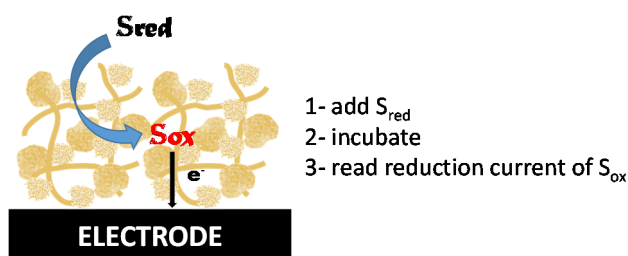 Sred
Sox
e-
ELECTRODE
1- add Sred
2- incubate
3- read reduction current of Sox